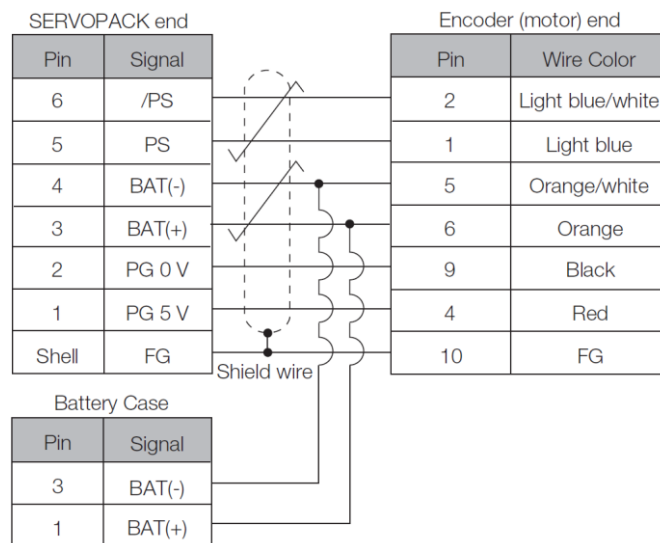 SERVOPACK end Encoder (motor) end
Pin Signal Pin Wire Color
6 /PS 2 Light blue/white
5 PS 1 Light blue
4 BAT(-) 5 Orange/white
3 BAT(+) 6 Orange
2 PG 0 V 9 Black
1 PG 5 V 4 Red
Shell FG 10 FG
Shield wire
Battery Case
Pin Signal
3 BAT(-)
1 BAT(+)